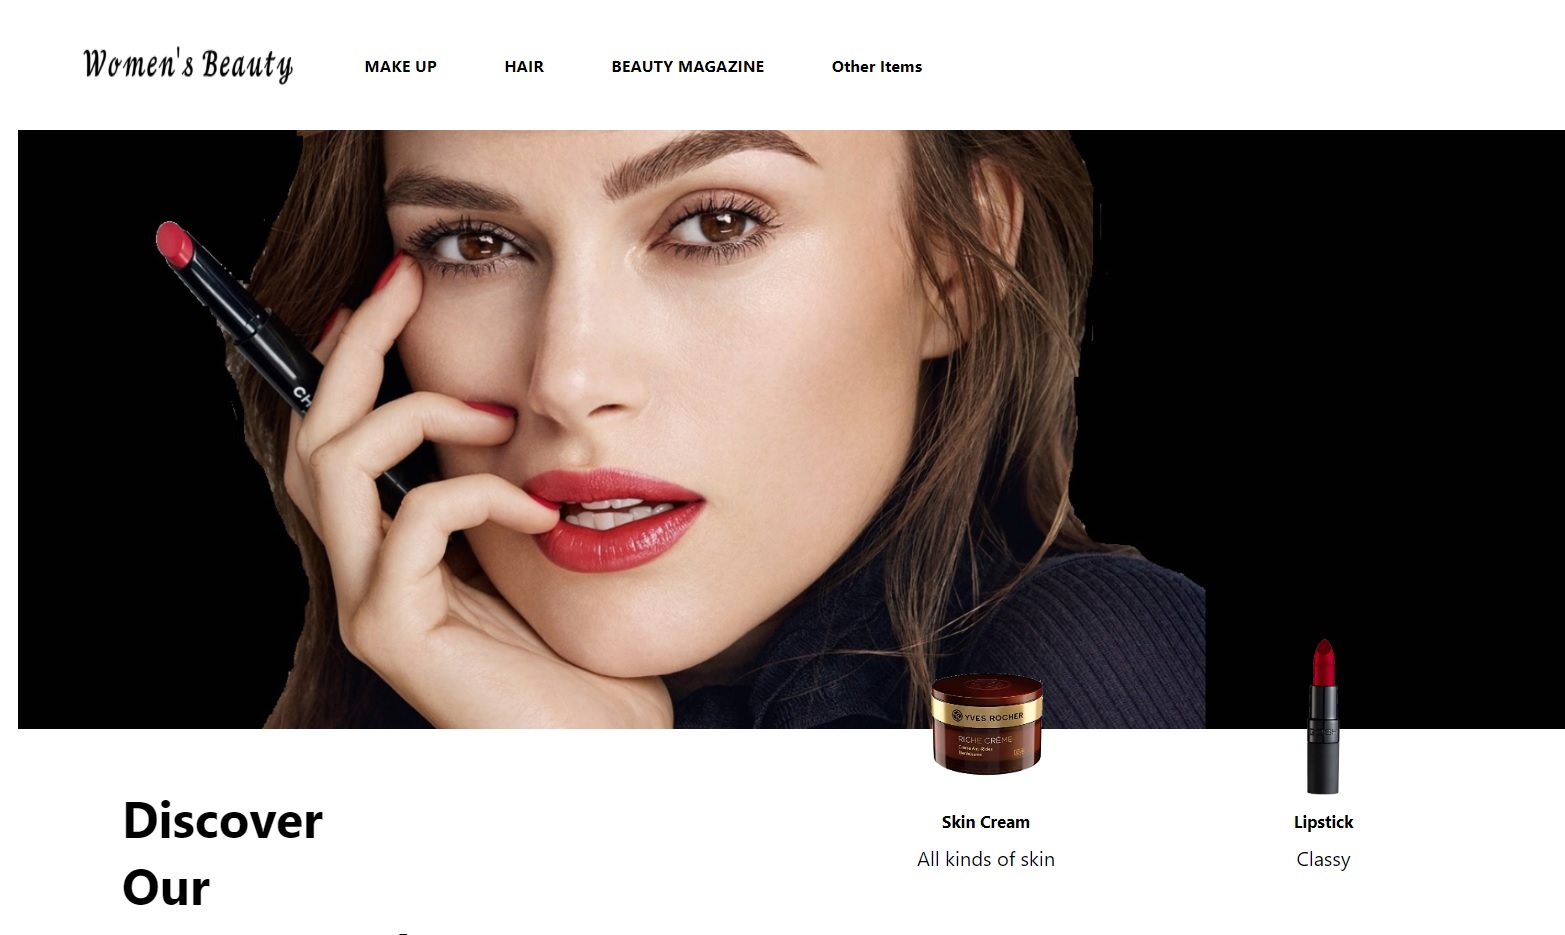 Women's Beauty
MAKE UP
HAIR
BEAUTY MAGAZINE
Other Items
CH
YVES ROCHER
RICHE CRÈME
Skin Cream
Lipstick
All kinds of skin
Classy
Discover
Our